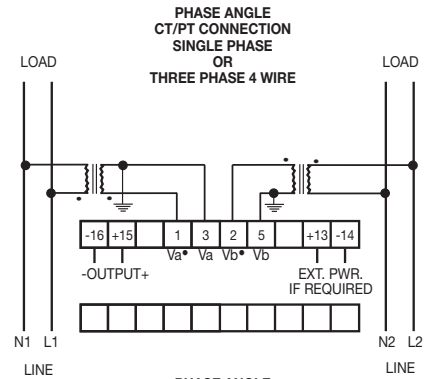 PHASE ANGLE
CT/PT CONNECTION
SINGLE PHASE
OR
THREE PHASE 4 WIRE
LOAD LOAD
-16 +15 1 3 2 5 +13 -14
Va• Va Vb• Vb
-OUTPUT+ EXT. PWR.
IF REQUIRED
N1 L1 N2 L2
LINE LINE